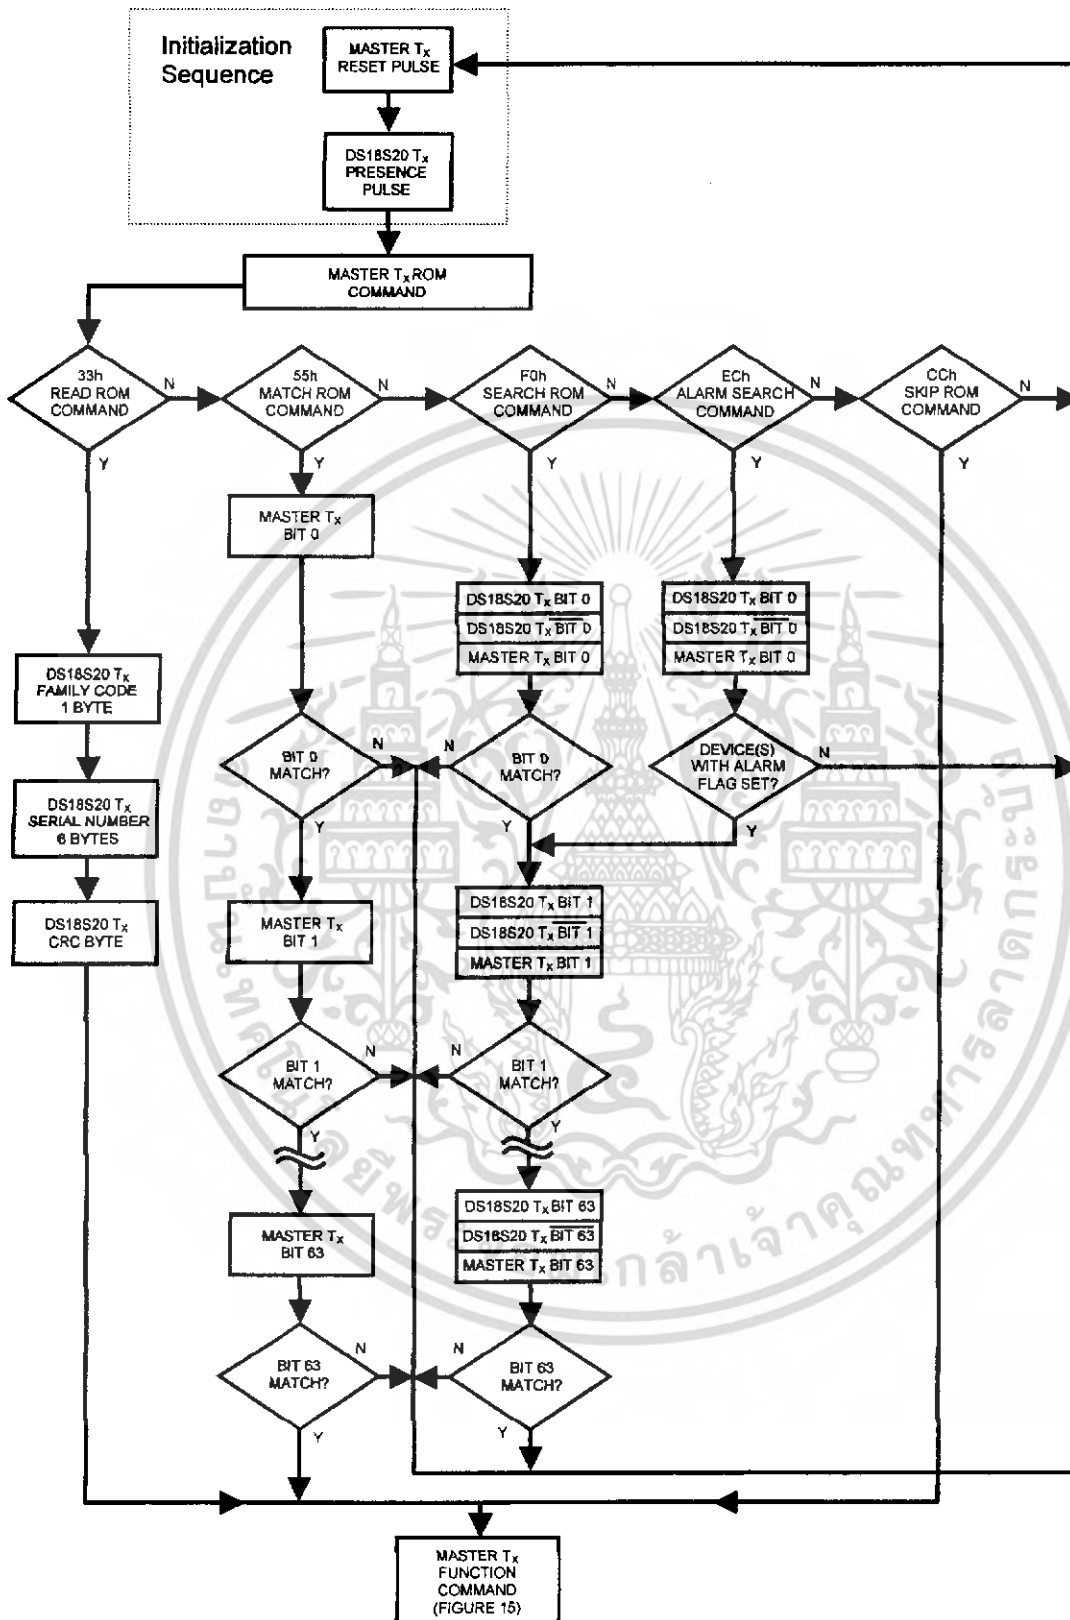 Initialization
Sequence
MASTER Tx
RESET PULSE
DS18S20 Tx
PRESENCE
PULSE
MASTER Tx ROM
COMMAND
33h
READ ROM
COMMAND
N
Y
55h
MATCH ROM
COMMAND
N
Y
F0h
SEARCH ROM
COMMAND
N
Y
ECh
ALARM SEARCH
COMMAND
N
Y
CCh
SKIP ROM
COMMAND
N
Y
MASTER Tx
BIT 0
DS18S20 Tx BIT 0
DS18S20 Tx BIT 0
MASTER Tx BIT 0
DS18S20 Tx BIT 0
DS18S20 Tx BIT 0
MASTER Tx BIT 0
DS18S20 Tx
FAMILY CODE
1 BYTE
BIT 0
MATCH?
N
Y
N
BIT 0
MATCH?
Y
DEVICE(S)
WITH ALARM
FLAG SET?
N
Y
DS18S20 Tx
SERIAL NUMBER
6 BYTES
DS18S20 Tx
CRC BYTE
MASTER Tx
BIT 1
DS18S20 Tx BIT 1
DS18S20 Tx BIT 1
MASTER Tx BIT 1
BIT 1
MATCH?
N
Y
N
BIT 1
MATCH?
Y
MASTER Tx
BIT 63
DS18S20 Tx BIT 63
DS18S20 Tx BIT 63
MASTER Tx BIT 63
BIT 63
MATCH?
N
Y
N
BIT 63
MATCH?
Y
MASTER Tx
FUNCTION
COMMAND
(FIGURE 15)